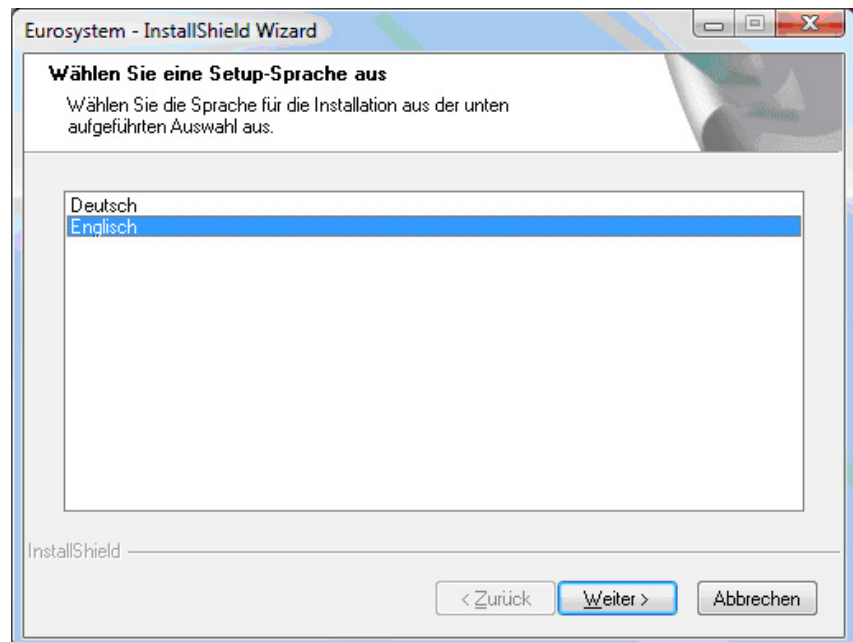 Eurosystem - InstallShield Wizard
Wählen Sie eine Setup-Sprache aus
Wählen Sie die Sprache für die Installation aus der unten
aufgeführten Auswahl aus.
Deutsch
Englisch
InstallShield
< Zurück Weiter > Abbrechen